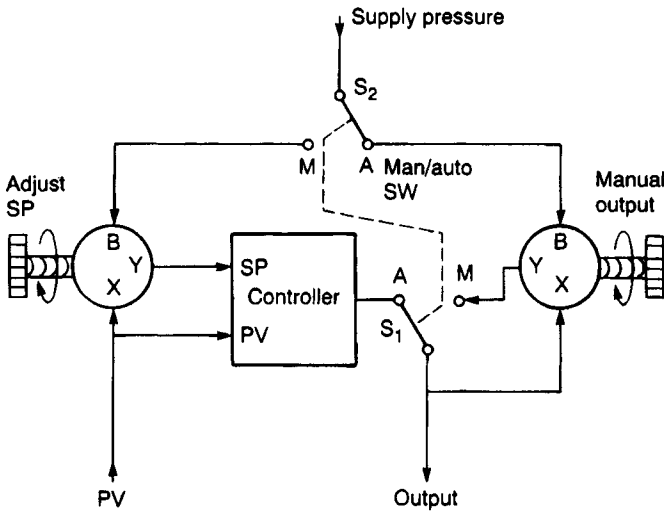 Supply pressure
S2
M
A
Man/auto
SW
Adjust
SP
Manual
output
B
Y
X
SP
Controller
PV
A
M
S1
B
Y
X
PV
Output